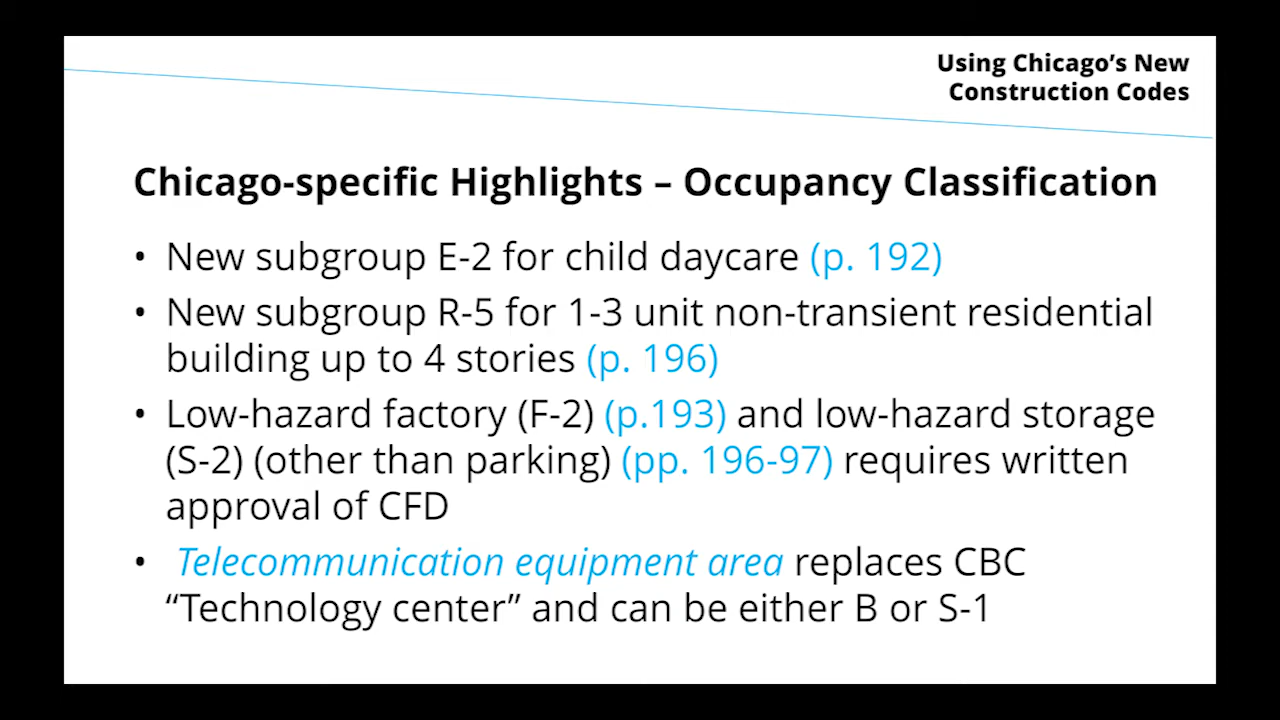 Using Chicago’s New
Construction Codes
Chicago-specific Highlights – Occupancy Classification
• New subgroup E-2 for child daycare (p. 192)
• New subgroup R-5 for 1-3 unit non-transient residential
building up to 4 stories (p. 196)
• Low-hazard factory (F-2) (p.193) and low-hazard storage
(S-2) (other than parking) (pp. 196-97) requires written
approval of CFD
• Telecommunication equipment area replaces CBC
“Technology center” and can be either B or S-1